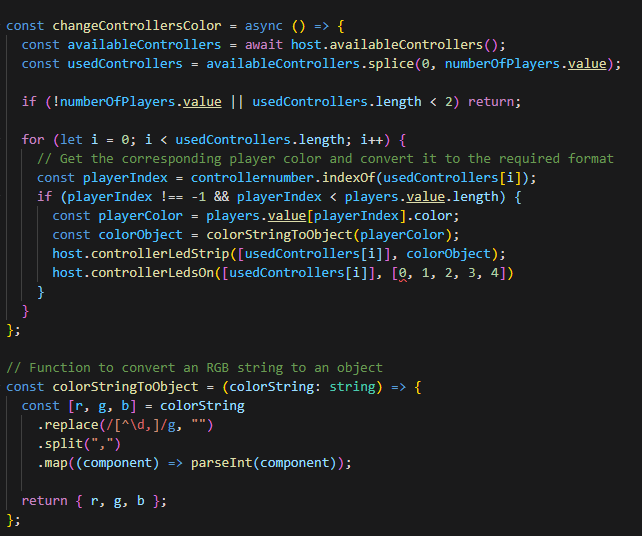 const changeControllersColor = async () => {
const availableControllers = await host.availableControllers();
const usedControllers = availableControllers.splice(0, numberOfPlayers.value);
if (!numberOfPlayers.value || usedControllers.length < 2) return;
for (let i = 0; i < usedControllers.length; i++) {
// Get the corresponding player color and convert it to the required format
const playerIndex = controllernumber.indexOf(usedControllers[i]);
if (playerIndex !== -1 && playerIndex < players.value.length) {
const playerColor = players.value[playerIndex].color;
const colorObject = colorStringToObject(playerColor);
host.controllerLedStrip([usedControllers[i]], colorObject);
host.controllerLedsOn([usedControllers[i]], [0, 1, 2, 3, 4])
}
}
};
// Function to convert an RGB string to an object
const colorStringToObject = (colorString: string) => {
const [r, g, b] = colorString
.replace(/[^\d,]/g, "")
.split(",")
.map((component) => parseInt(component));
return { r, g, b };
};